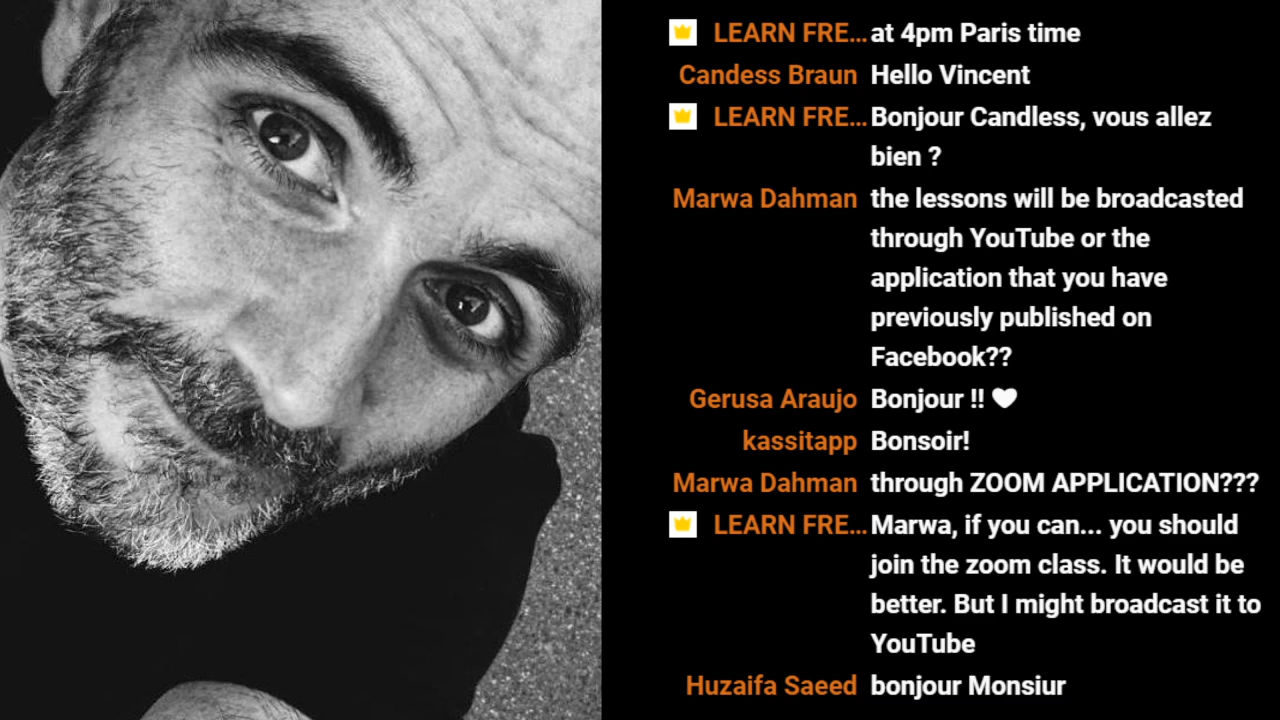 LEARN FRE... at 4pm Paris time
Candess Braun Hello Vincent
LEARN FRE... Bonjour Candless, vous allez
bien ?
Marwa Dahman the lessons will be broadcasted
through YouTube or the
application that you have
previously published on
Facebook??
Gerusa Araujo Bonjour !! 🖤
kassitapp Bonsoir!
Marwa Dahman through ZOOM APPLICATION???
LEARN FRE... Marwa, if you can... you should
join the zoom class. It would be
better. But I might broadcast it to
YouTube
Huzaifa Saeed bonjour Monsiur